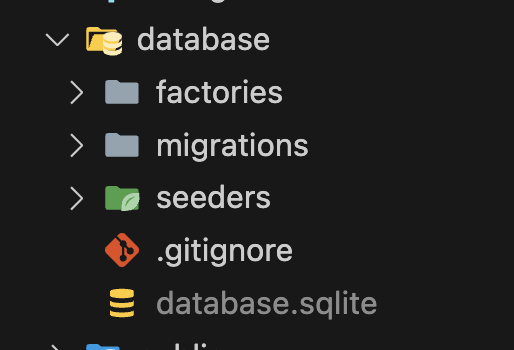 database
factories
migrations
seeders
.gitignore
database.sqlite